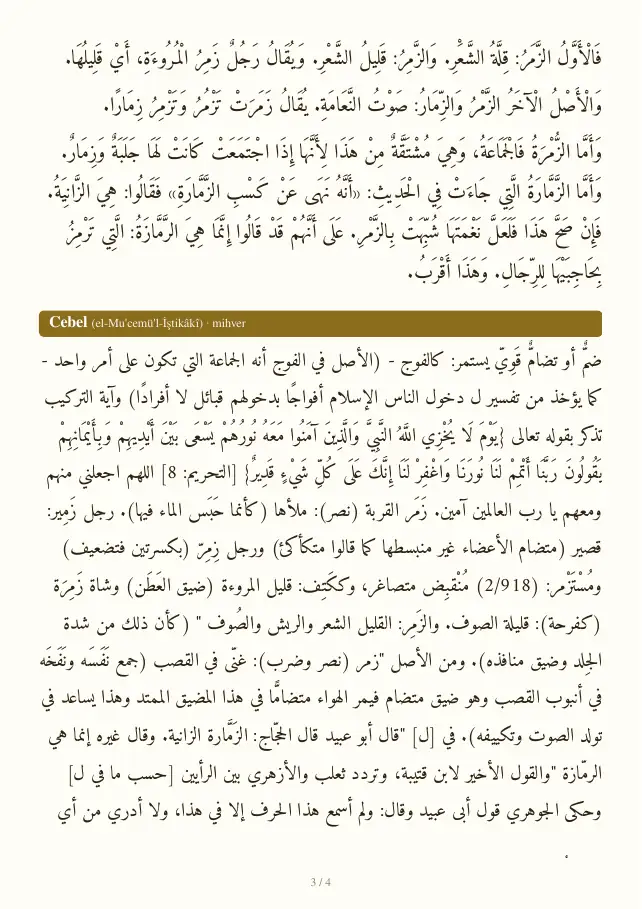 فَالْأَوَّلُ الزَّمَرُ: قِلَّةُ الشَّعْرِ. وَالزَّمِرُ: قَلِيلُ الشَّعْرِ. وَيُقَالُ رَجُلٌ زَمِرُ الْمُرُوءَةِ، أَيْ قَلِيلُهَا.
وَالْأَصْلُ الْآخَرُ الزَّمْرُ وَالزِّمَارُ: صَوْتُ النَّعَامَةِ. يُقَالُ زَمَرَتْ تَزْمُرُ وَتَزْمِرُ زِمَارًا.
وَأَمَّا الزُّمْرَةُ فَالْجَمَاعَةُ، وَهِيَ مُشْتَقَّةٌ مِنْ هَذَا لِأَنَّهَا إِذَا اجْتَمَعَتْ كَانَتْ لَهَا جَلَبَةٌ وَزِمَارٌ.
وَأَمَّا الزَّمَّارَةُ الَّتِي جَاءَتْ فِي الْحَدِيثِ: «أَنَّهُ نَهَى عَنْ كَسْبِ الزَّمَّارَةِ» فَقَالُوا: هِيَ الزَّانِيَةُ.
فَإِنْ صَحَّ هَذَا فَلَعَلَّ نَغْمَتَهَا شُبِّهَتْ بِالزَّمْرِ. عَلَى أَنَّهُمْ قَدْ قَالُوا إِنَّمَا هِيَ الرَّمَّازَةُ: الَّتِي تَرْمِزُ
بِحَاجِبَيْهَا لِلرِّجَالِ. وَهَذَا أَقْرَبُ.
Cebel (el-Mu'cemü'l-İştikâkî) · mihver
ضمٌّ أو تضامٌّ قَوِيّ يستمر: كالفوج - (الأصل في الفوج أنه الجماعة التي تكون على أمر واحد -
كما يؤخذ من تفسير ل دخول الناس الإسلام أفواجًا بدخولهم قبائل لا أفرادًا) وآية التركيب
تذكر بقوله تعالى {يَوْمَ لَا يُخْزِي اللَّهُ النَّبِيَّ وَالَّذِينَ آمَنُوا مَعَهُ نُورُهُمْ يَسْعَى بَيْنَ أَيْدِيهِمْ وَبِأَيْمَانِهِمْ
يَقُولُونَ رَبَّنَا أَتْمِمْ لَنَا نُورَنَا وَاغْفِرْ لَنَا إِنَّكَ عَلَى كُلِّ شَيْءٍ قَدِيرٌ} [التحريم: 8] اللهم اجعلني منهم
ومعهم يا رب العالمين آمين. زَمَر القربة (نصر): ملأها (كأنما حَبَس الماء فيها). رجل زَمِير:
قصير (متضام الأعضاء غير منبسطها كما قالوا متكأكئ) ورجل زِمِرّ (بكسرتين فتضعيف)
ومُسْتَزْمر: (2/918) مُنْقَبِض متصاغر، وككَتِف: قليل المروءة (ضيق العَطَن) وشاة زَمِرَة
(كفرحة): قليلة الصوف. والزَمِر: القليل الشعر والريش والصُوف " (كأن ذلك من شدة
الجِلد وضيق منافذه). ومن الأصل "زمر (نصر وضرب): غنّى في القصب (جمع نَفَسَه ونَفَخَه
في أنبوب القصب وهو ضيق متضام فيمر الهواء متضامًّا في هذا المضيق الممتد وهذا يساعد في
تولد الصوت وتكييفه). في [ل] "قال أبو عبيد قال الحجّاج: الزَمَّارة الزانية. وقال غيره إنما هي
الرمّازة "والقول الأخير لابن قتيبة، وتردد ثعلب والأزهري بين الرأيين [حسب ما في ل]
وحكى الجوهري قول أبى عبيد وقال: ولم أسمع هذا الحرف إلا في هذا، ولا أدري من أي
3 / 4